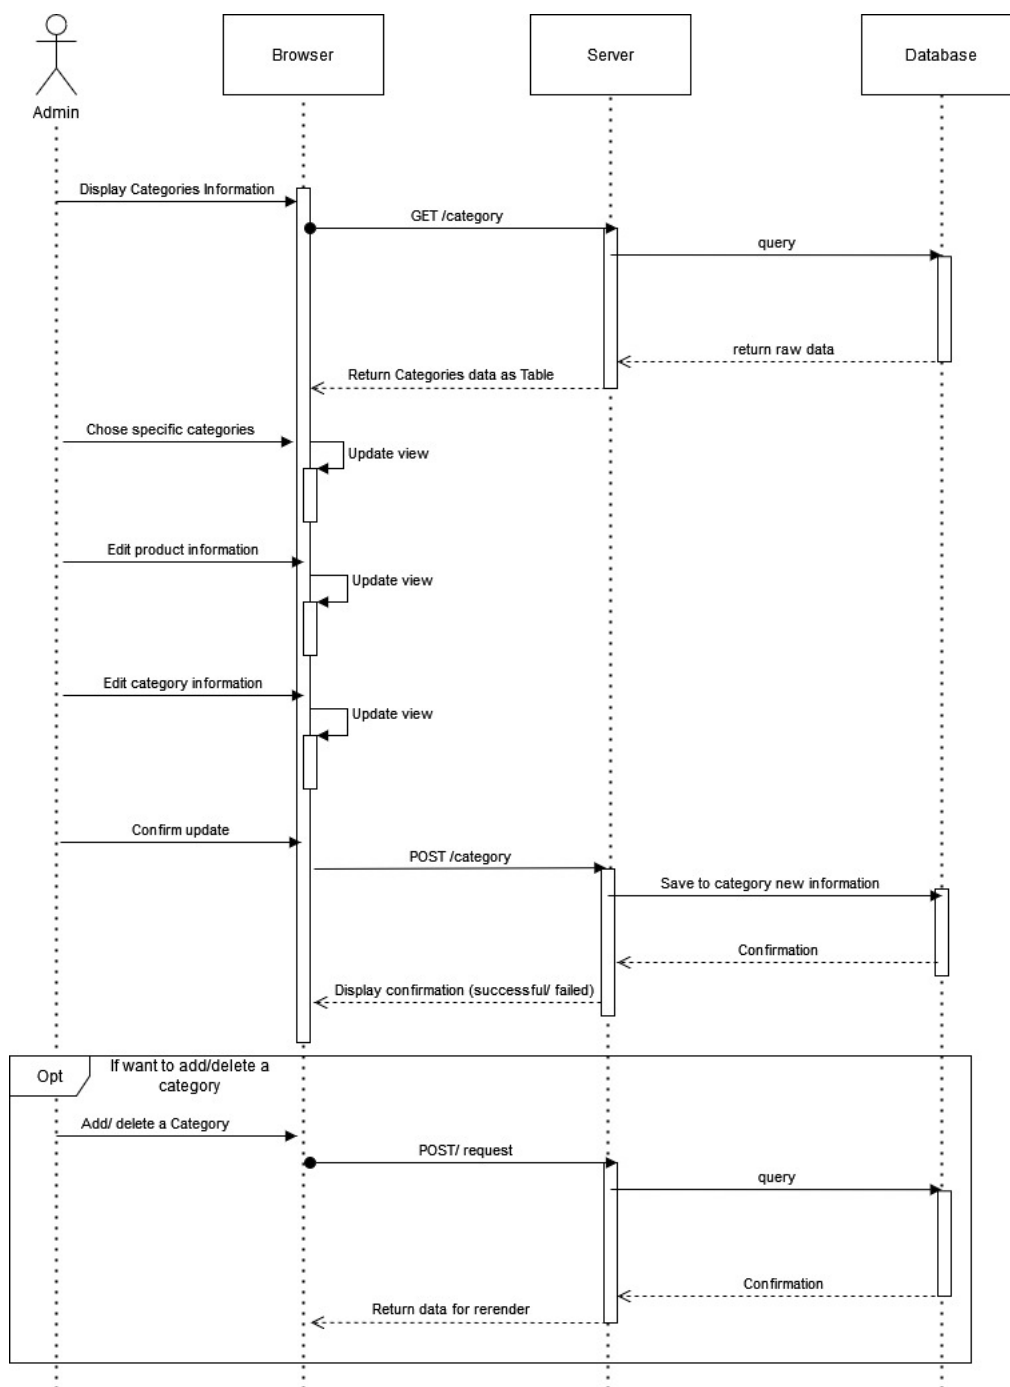 Browser
Server
Database
Admin
Display Categories Information
GET /category
query
return raw data
Return Categories data as Table
Chose specific categories
Update view
Edit product information
Update view
Edit category information
Update view
Confirm update
POST /category
Save to category new information
Confirmation
Display confirmation (successful/ failed)
Opt
If want to add/delete a
category
Add/ delete a Category
POST/ request
query
Confirmation
Return data for rerender